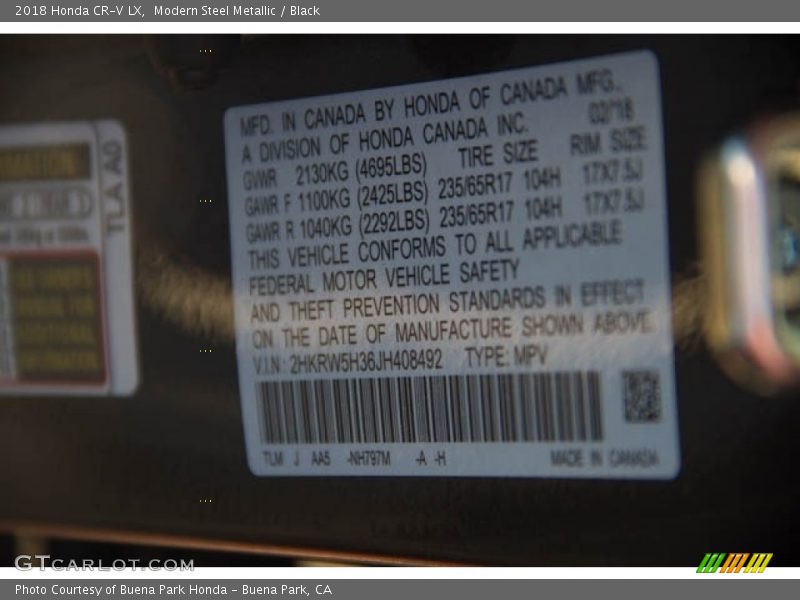 2018 Honda CR-V LX, Modern Steel Metallic / Black
MFD. IN CANADA BY HONDA OF CANADA MFG.,
A DIVISION OF HONDA CANADA INC. 02/18
GVWR 2130KG (4695LBS) TIRE SIZE RIM SIZE
GAWR F 1100KG (2425LBS) 235/65R17 104H 17X7.5J
GAWR R 1040KG (2292LBS) 235/65R17 104H 17X7.5J
THIS VEHICLE CONFORMS TO ALL APPLICABLE
FEDERAL MOTOR VEHICLE SAFETY
AND THEFT PREVENTION STANDARDS IN EFFECT
ON THE DATE OF MANUFACTURE SHOWN ABOVE.
V.I.N: 2HKRW5H36JH408492 TYPE: MPV
TLM J AA5 -NH797M -A -H MADE IN CANADA
TLA A0
GTCARLOT.COM
Photo Courtesy of Buena Park Honda - Buena Park, CA